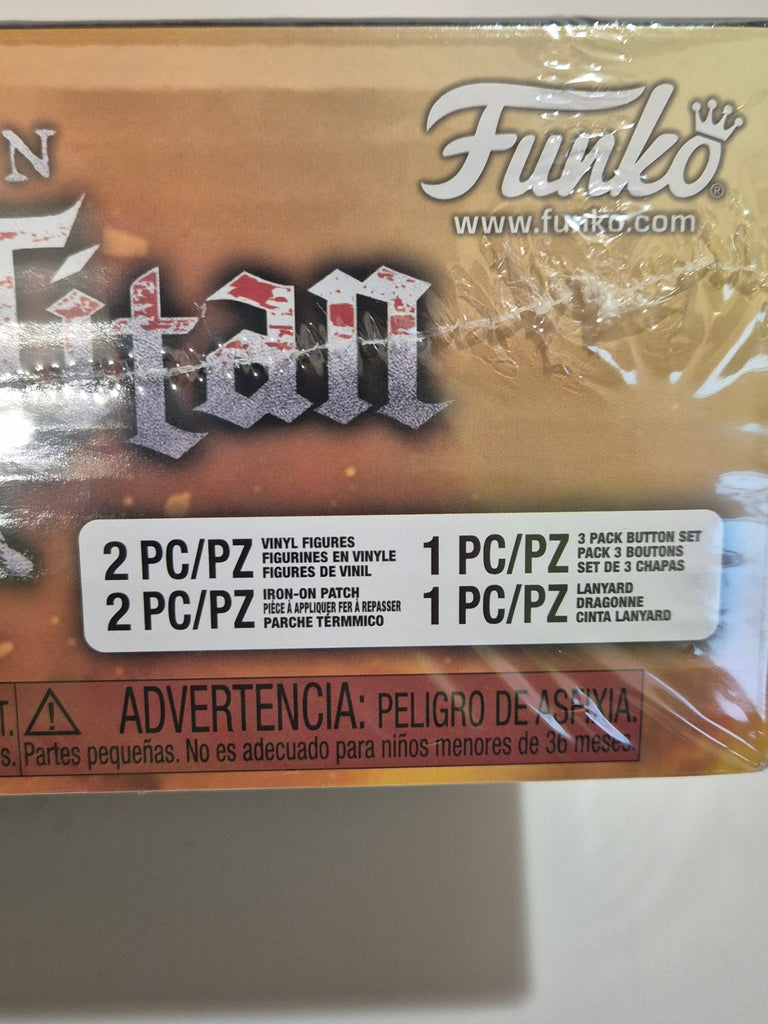 Funko®
www.funko.com
N
Titan
2 PC/PZ VINYL FIGURES
FIGURINES EN VINYLE
FIGURES DE VINIL
1 PC/PZ 3 PACK BUTTON SET
PACK 3 BOUTONS
SET DE 3 CHAPAS
2 PC/PZ IRON-ON PATCH
PIÈCE À APPLIQUER FER À REPASSER
PARCHE TÉRMMICO
1 PC/PZ LANYARD
DRAGONNE
CINTA LANYARD
T.
s.
ADVERTENCIA: PELIGRO DE ASFIXIA.
Partes pequeñas. No es adecuado para niños menores de 36 meses.